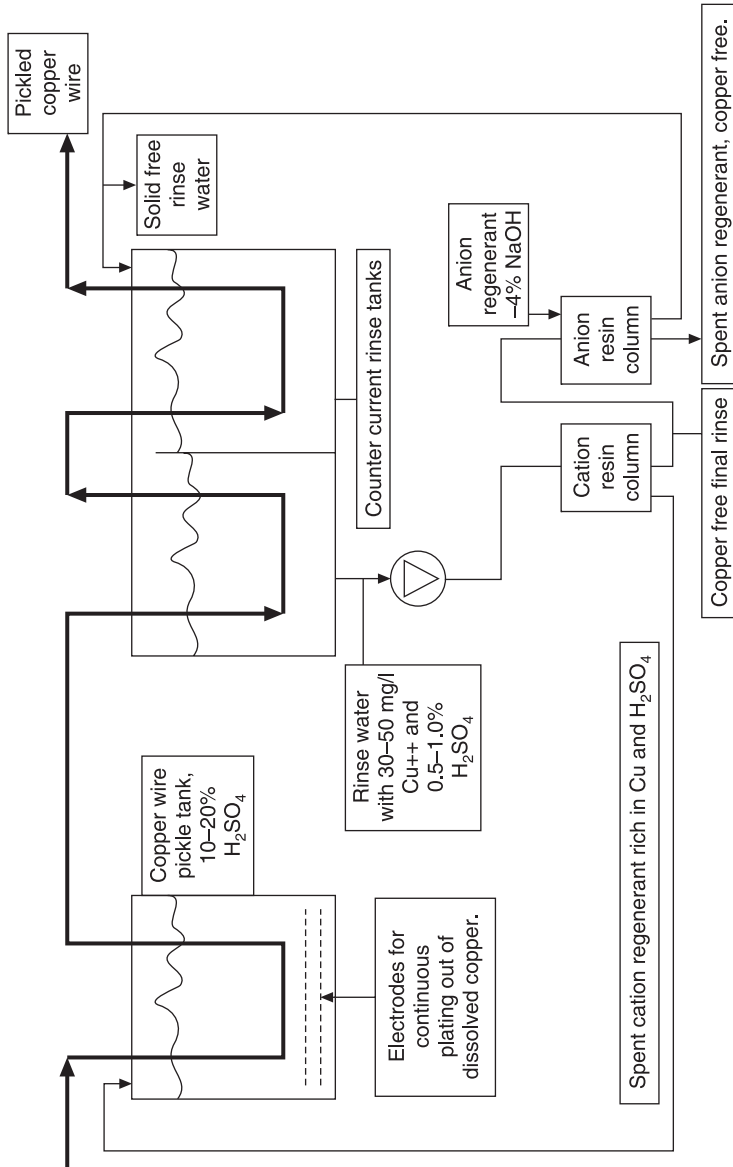 Pickled
copper
wire
Solid free
rinse
water
Copper wire
pickle tank,
10–20%
H₂SO₄
Counter current rinse tanks
Anion
regenerant
–4% NaOH
Rinse water
with 30–50 mg/l
Cu++ and
0.5–1.0%
H₂SO₄
Electrodes for
continuous
plating out of
dissolved copper.
Cation
resin
column
Anion
resin
column
Spent cation regenerant rich in Cu and H₂SO₄
Copper free final rinse
Spent anion regenerant, copper free.